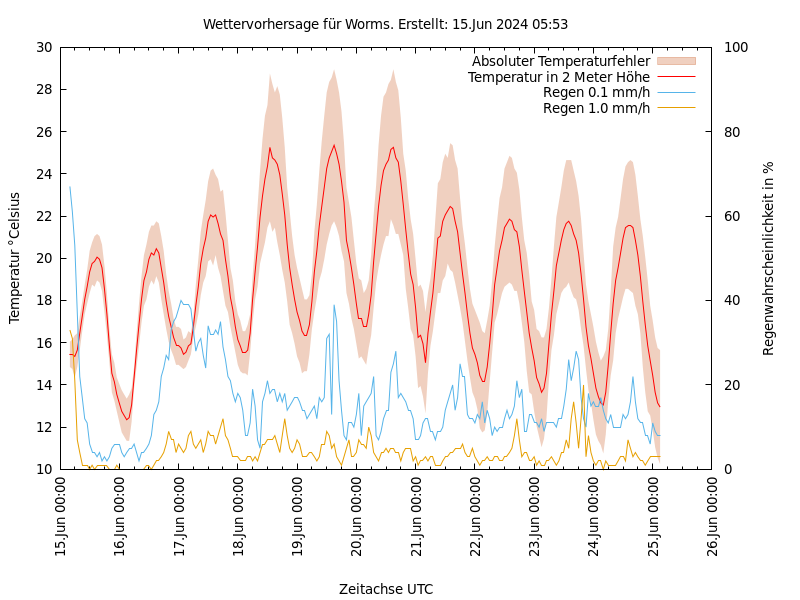 Wettervorhersage für Worms. Erstellt: 15.Jun 2024 05:53
30
28
26
24
22
20
18
16
14
12
10
100
80
60
40
20
0
Absoluter Temperaturfehler
Temperatur in 2 Meter Höhe
Regen 0.1 mm/h
Regen 1.0 mm/h
Temperatur °Celsius
Regenwahrscheinlichkeit in %
15.Jun 00:00
16.Jun 00:00
17.Jun 00:00
18.Jun 00:00
19.Jun 00:00
20.Jun 00:00
21.Jun 00:00
22.Jun 00:00
23.Jun 00:00
24.Jun 00:00
25.Jun 00:00
26.Jun 00:00
Zeitachse UTC